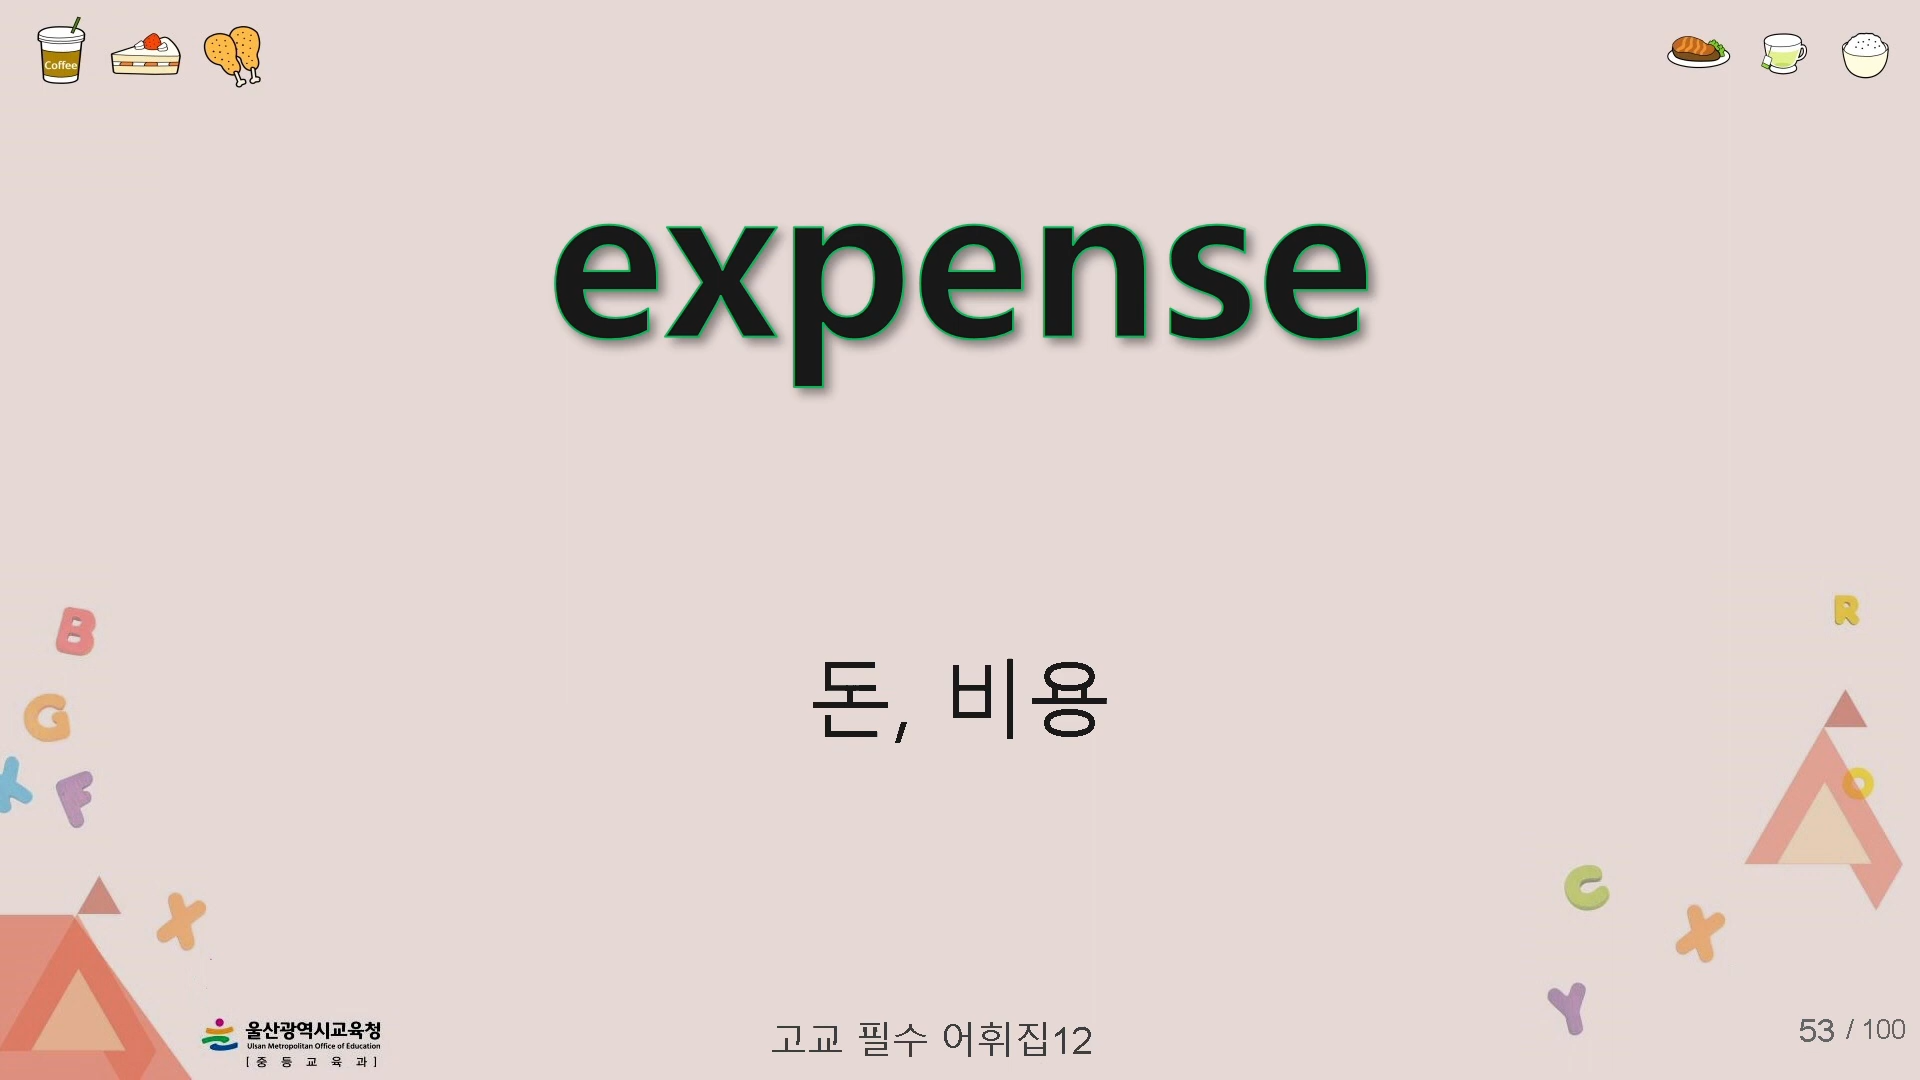 Coffee
expense
돈, 비용
B
R
G
K
F
O
C
X
X
Y
울산광역시교육청
Ulsan Metropolitan Office of Education
[중등교육과]
고교 필수 어휘집12
53 / 100